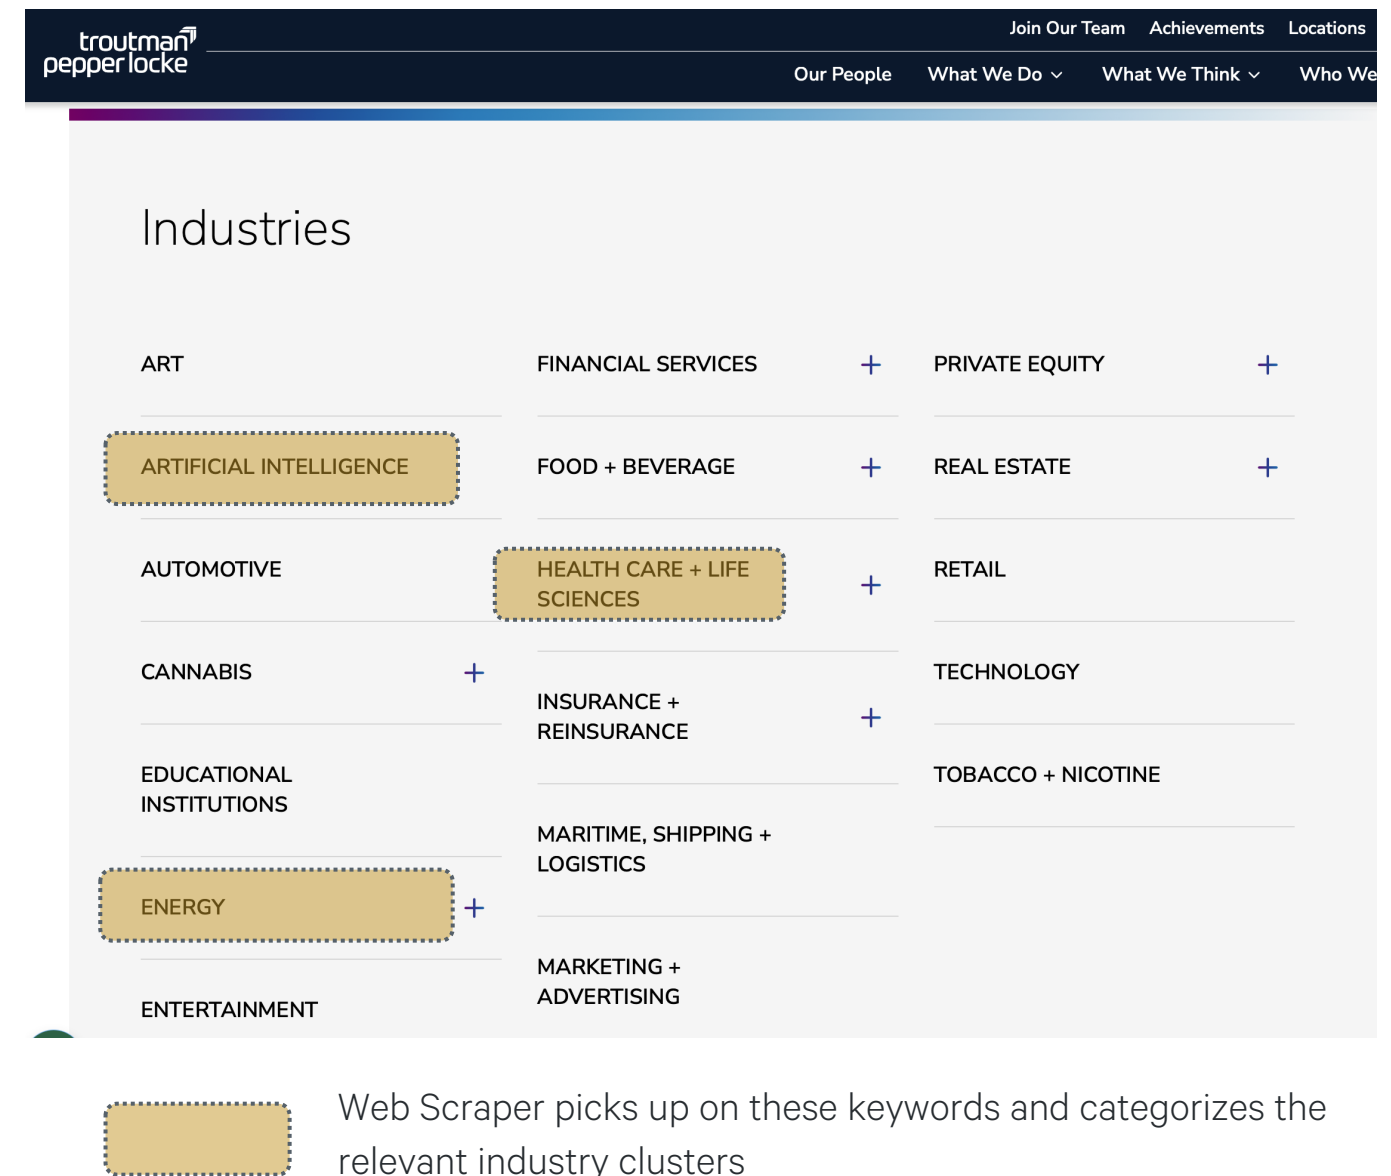 troutman
pepper locke
Join Our Team Achievements Locations
Our People What We Do What We Think Who We
Industries
ART
ARTIFICIAL INTELLIGENCE
AUTOMOTIVE
CANNABIS
EDUCATIONAL
INSTITUTIONS
ENERGY
ENTERTAINMENT
FINANCIAL SERVICES
FOOD + BEVERAGE
HEALTH CARE + LIFE
SCIENCES
INSURANCE +
REINSURANCE
MARITIME, SHIPPING +
LOGISTICS
MARKETING +
ADVERTISING
PRIVATE EQUITY
REAL ESTATE
RETAIL
TECHNOLOGY
TOBACCO + NICOTINE
Web Scraper picks up on these keywords and categorizes the
relevant industry clusters